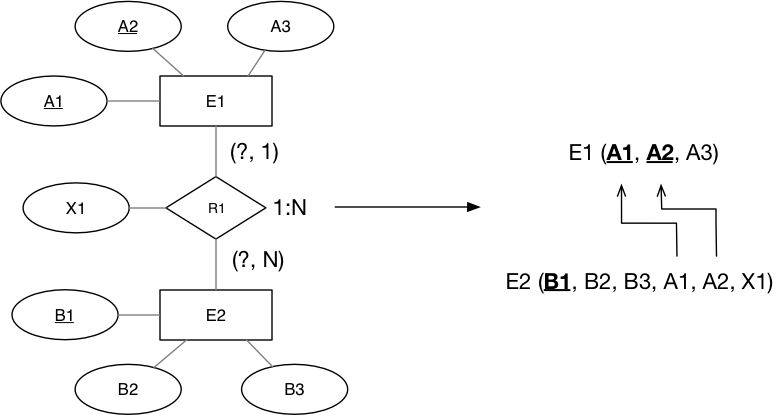 A2
A3
A1
E1
(?, 1)
X1
R1
1:N
(?, N)
B1
E2
B2
B3
E1 (A1, A2, A3)
E2 (B1, B2, B3, A1, A2, X1)